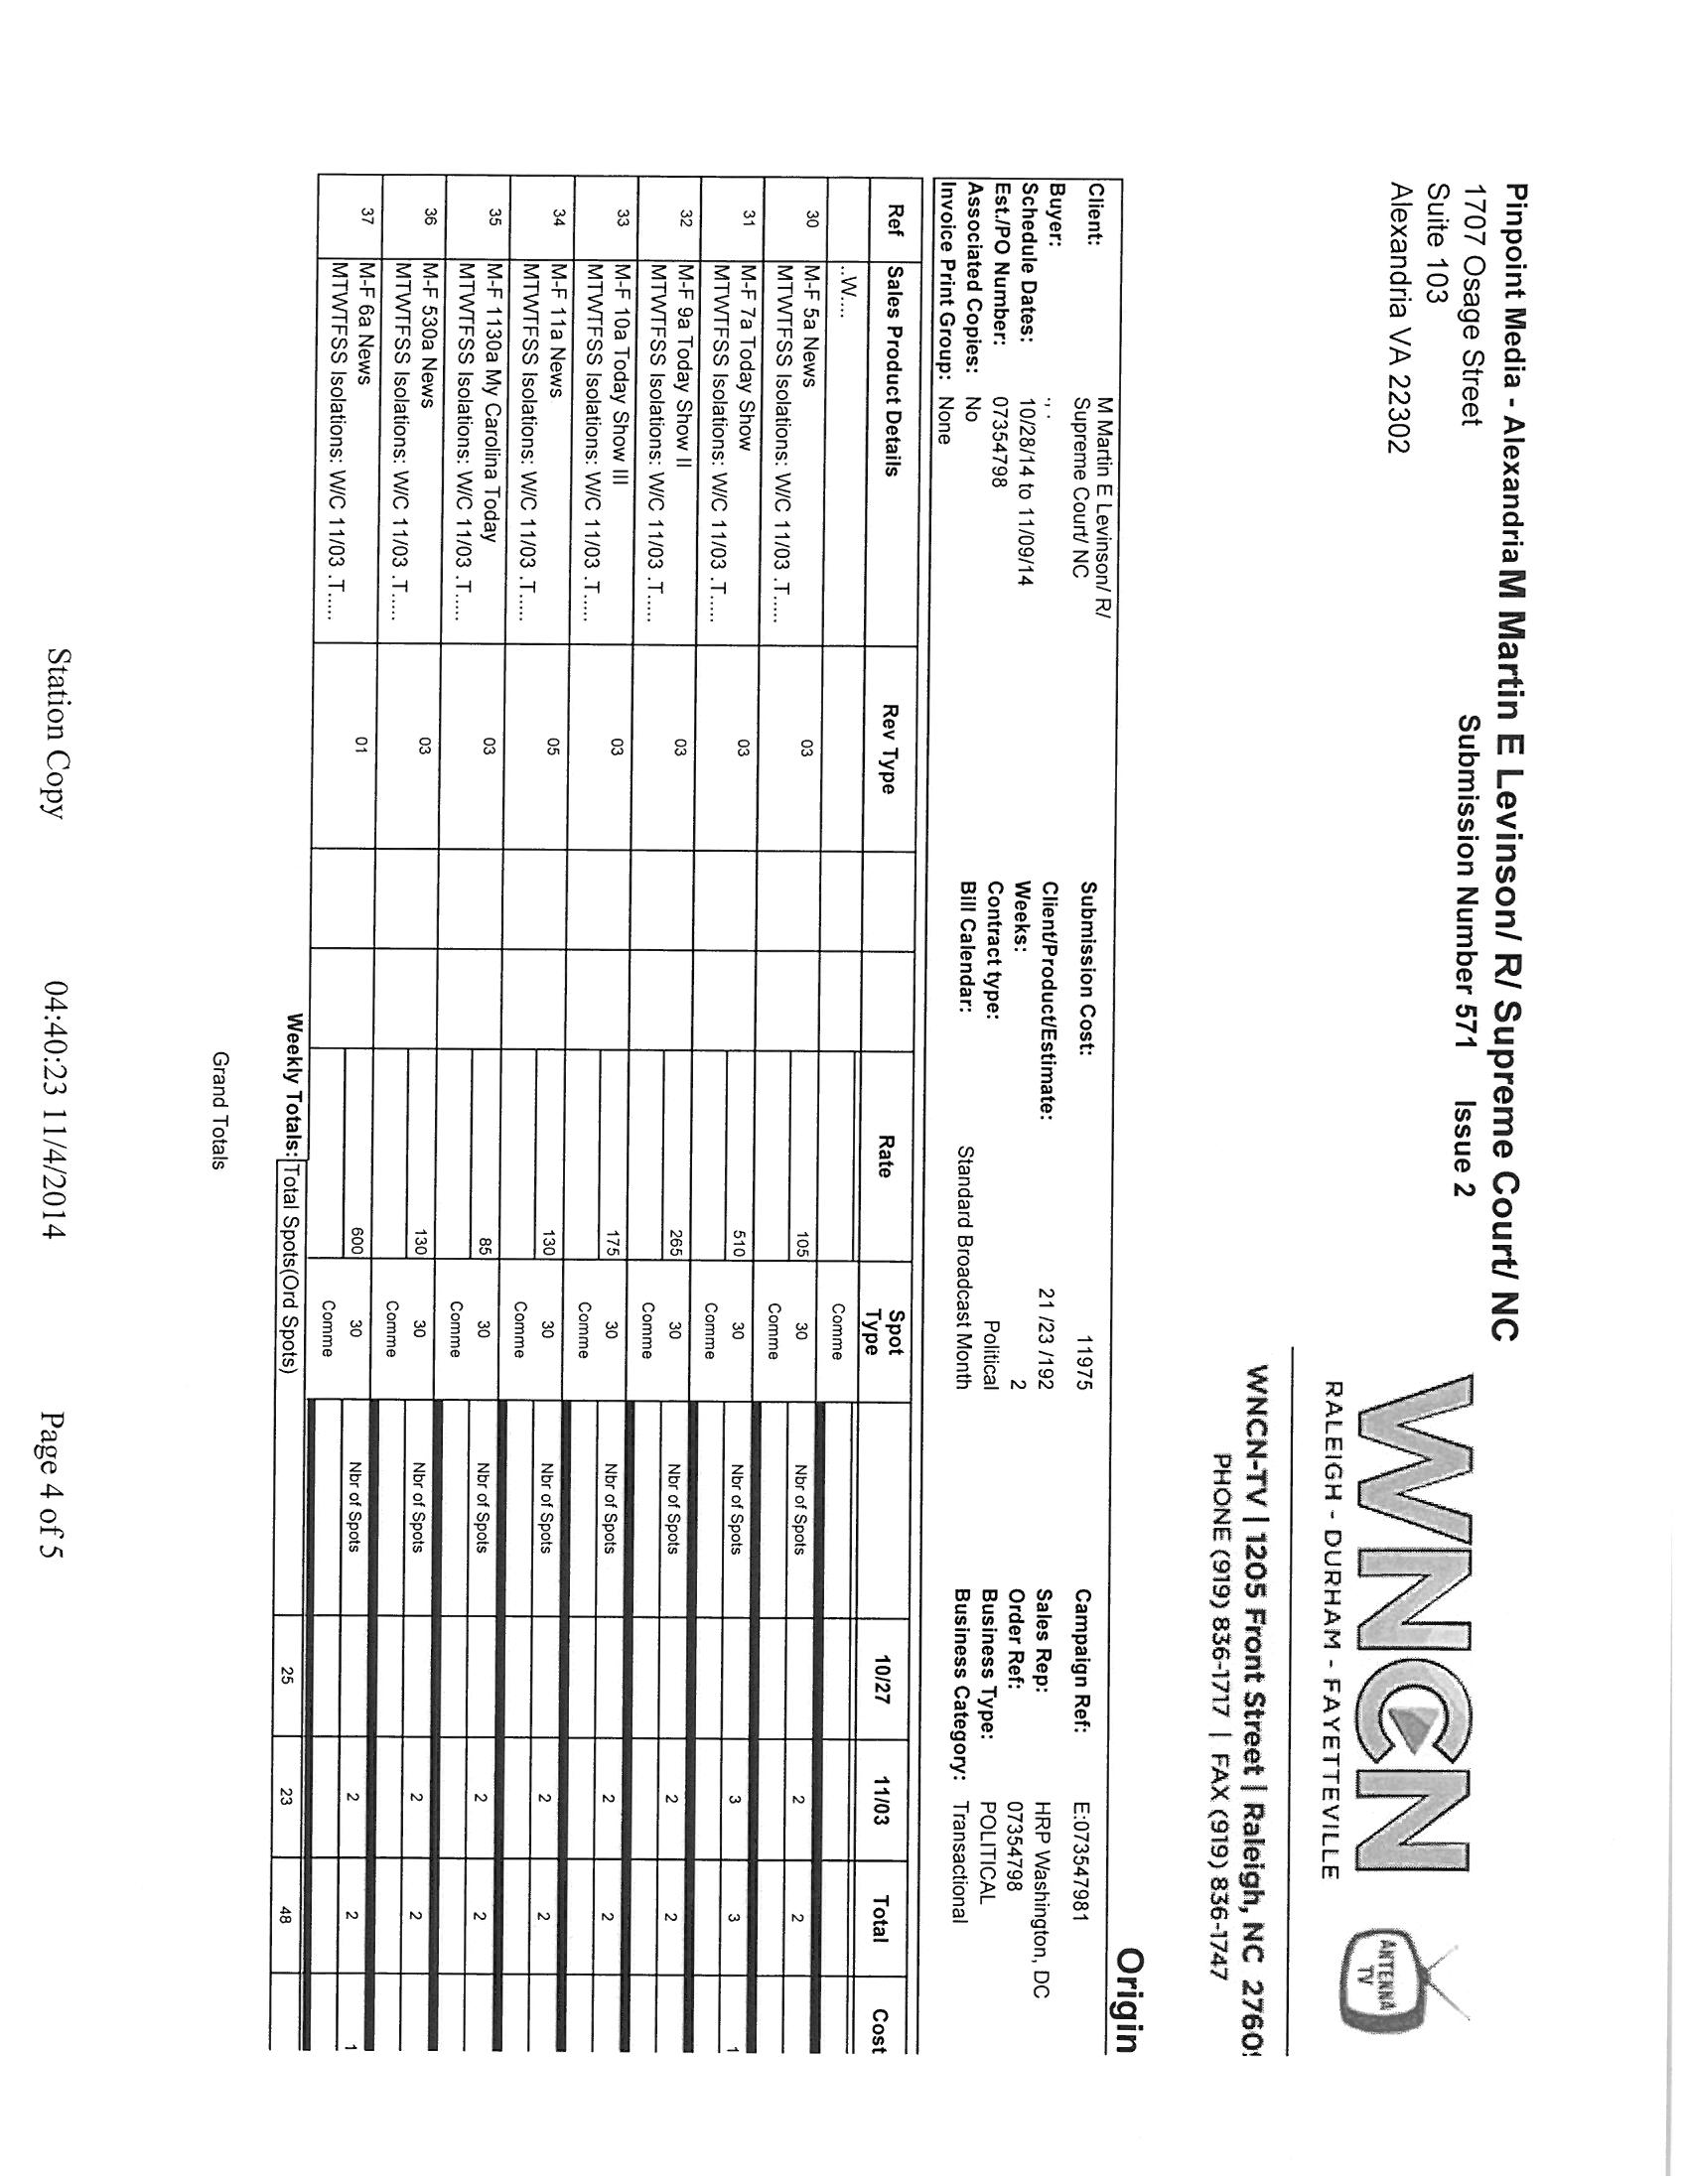 Pinpoint Media - Alexandria M Martin E Levinson/ R/ Supreme Court/ NC
1707 Osage Street
Suite 103
Alexandria VA 22302
Submission Number 571 Issue 2
WNCN
RALEIGH - DURHAM - FAYETTEVILLE
ANTENNA TV
WNCN-TV | 1205 Front Street | Raleigh, NC 2760
PHONE (919) 836-1717 | FAX (919) 836-1747
Origin
Client: M Martin E Levinson/ R/ Supreme Court/ NC
Buyer: ., .
Schedule Dates: 10/28/14 to 11/09/14
Est./PO Number: 07354798
Associated Copies: No
Invoice Print Group: None
Submission Cost: 11975
Client/Product/Estimate: 21 /23 /192
Weeks: 2
Contract type: Political
Bill Calendar: Standard Broadcast Month
Campaign Ref: E:073547981
Sales Rep: HRP Washington, DC
Order Ref: 07354798
Business Type: POLITICAL
Business Category: Transactional
Ref Sales Product Details Rev Type Rate Spot Type 10/27 11/03 Total Cost
..W.... Comme
30 M-F 5a News 03 105 30 Nbr of Spots 2 2
MTWTFSS Isolations: W/C 11/03 .T..... Comme
31 M-F 7a Today Show 03 510 30 Nbr of Spots 3 3 1
MTWTFSS Isolations: W/C 11/03 .T..... Comme
32 M-F 9a Today Show II 03 265 30 Nbr of Spots 2 2
MTWTFSS Isolations: W/C 11/03 .T..... Comme
33 M-F 10a Today Show III 03 175 30 Nbr of Spots 2 2
MTWTFSS Isolations: W/C 11/03 .T..... Comme
34 M-F 11a News 05 130 30 Nbr of Spots 2 2
MTWTFSS Isolations: W/C 11/03 .T..... Comme
35 M-F 1130a My Carolina Today 03 85 30 Nbr of Spots 2 2
MTWTFSS Isolations: W/C 11/03 .T..... Comme
36 M-F 530a News 03 130 30 Nbr of Spots 2 2
MTWTFSS Isolations: W/C 11/03 .T..... Comme
37 M-F 6a News 01 600 30 Nbr of Spots 2 2 1
MTWTFSS Isolations: W/C 11/03 .T..... Comme
Weekly Totals: Total Spots(Ord Spots) 25 23 48
Grand Totals
Station Copy 04:40:23 11/4/2014 Page 4 of 5